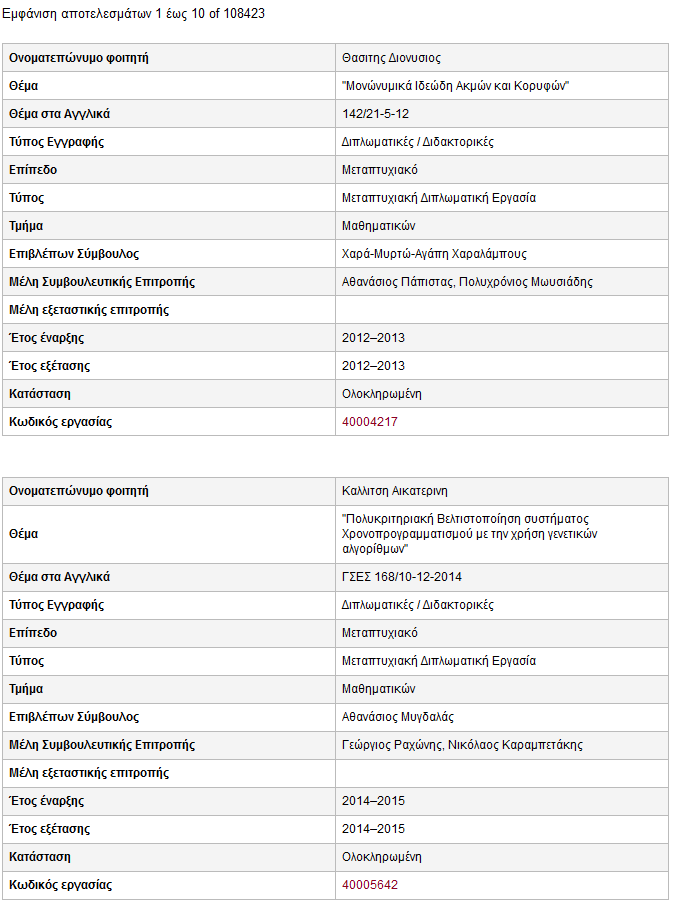 Εμφάνιση αποτελεσμάτων 1 έως 10 of 108423
Ονοματεπώνυμο φοιτητή Θασιτης Διονυσιος
Θέμα "Μονώνυμικά Ιδεώδη Ακμών και Κορυφών"
Θέμα στα Αγγλικά 142/21-5-12
Τύπος Εγγραφής Διπλωματικές / Διδακτορικές
Επίπεδο Μεταπτυχιακό
Τύπος Μεταπτυχιακή Διπλωματική Εργασία
Τμήμα Μαθηματικών
Επιβλέπων Σύμβουλος Χαρά-Μυρτώ-Αγάπη Χαραλάμπους
Μέλη Συμβουλευτικής Επιτροπής Αθανάσιος Πάπιστας, Πολυχρόνιος Μωυσιάδης
Μέλη εξεταστικής επιτροπής
Έτος έναρξης 2012–2013
Έτος εξέτασης 2012–2013
Κατάσταση Ολοκληρωμένη
Κωδικός εργασίας 40004217
Ονοματεπώνυμο φοιτητή Καλλιτση Αικατερινη
Θέμα "Πολυκριτηριακή Βελτιστοποίηση συστήματος
Χρονοπρογραμματισμού με την χρήση γενετικών
αλγορίθμων"
Θέμα στα Αγγλικά ΓΣΕΣ 168/10-12-2014
Τύπος Εγγραφής Διπλωματικές / Διδακτορικές
Επίπεδο Μεταπτυχιακό
Τύπος Μεταπτυχιακή Διπλωματική Εργασία
Τμήμα Μαθηματικών
Επιβλέπων Σύμβουλος Αθανάσιος Μυγδαλάς
Μέλη Συμβουλευτικής Επιτροπής Γεώργιος Ραχώνης, Νικόλαος Καραμπετάκης
Μέλη εξεταστικής επιτροπής
Έτος έναρξης 2014–2015
Έτος εξέτασης 2014–2015
Κατάσταση Ολοκληρωμένη
Κωδικός εργασίας 40005642